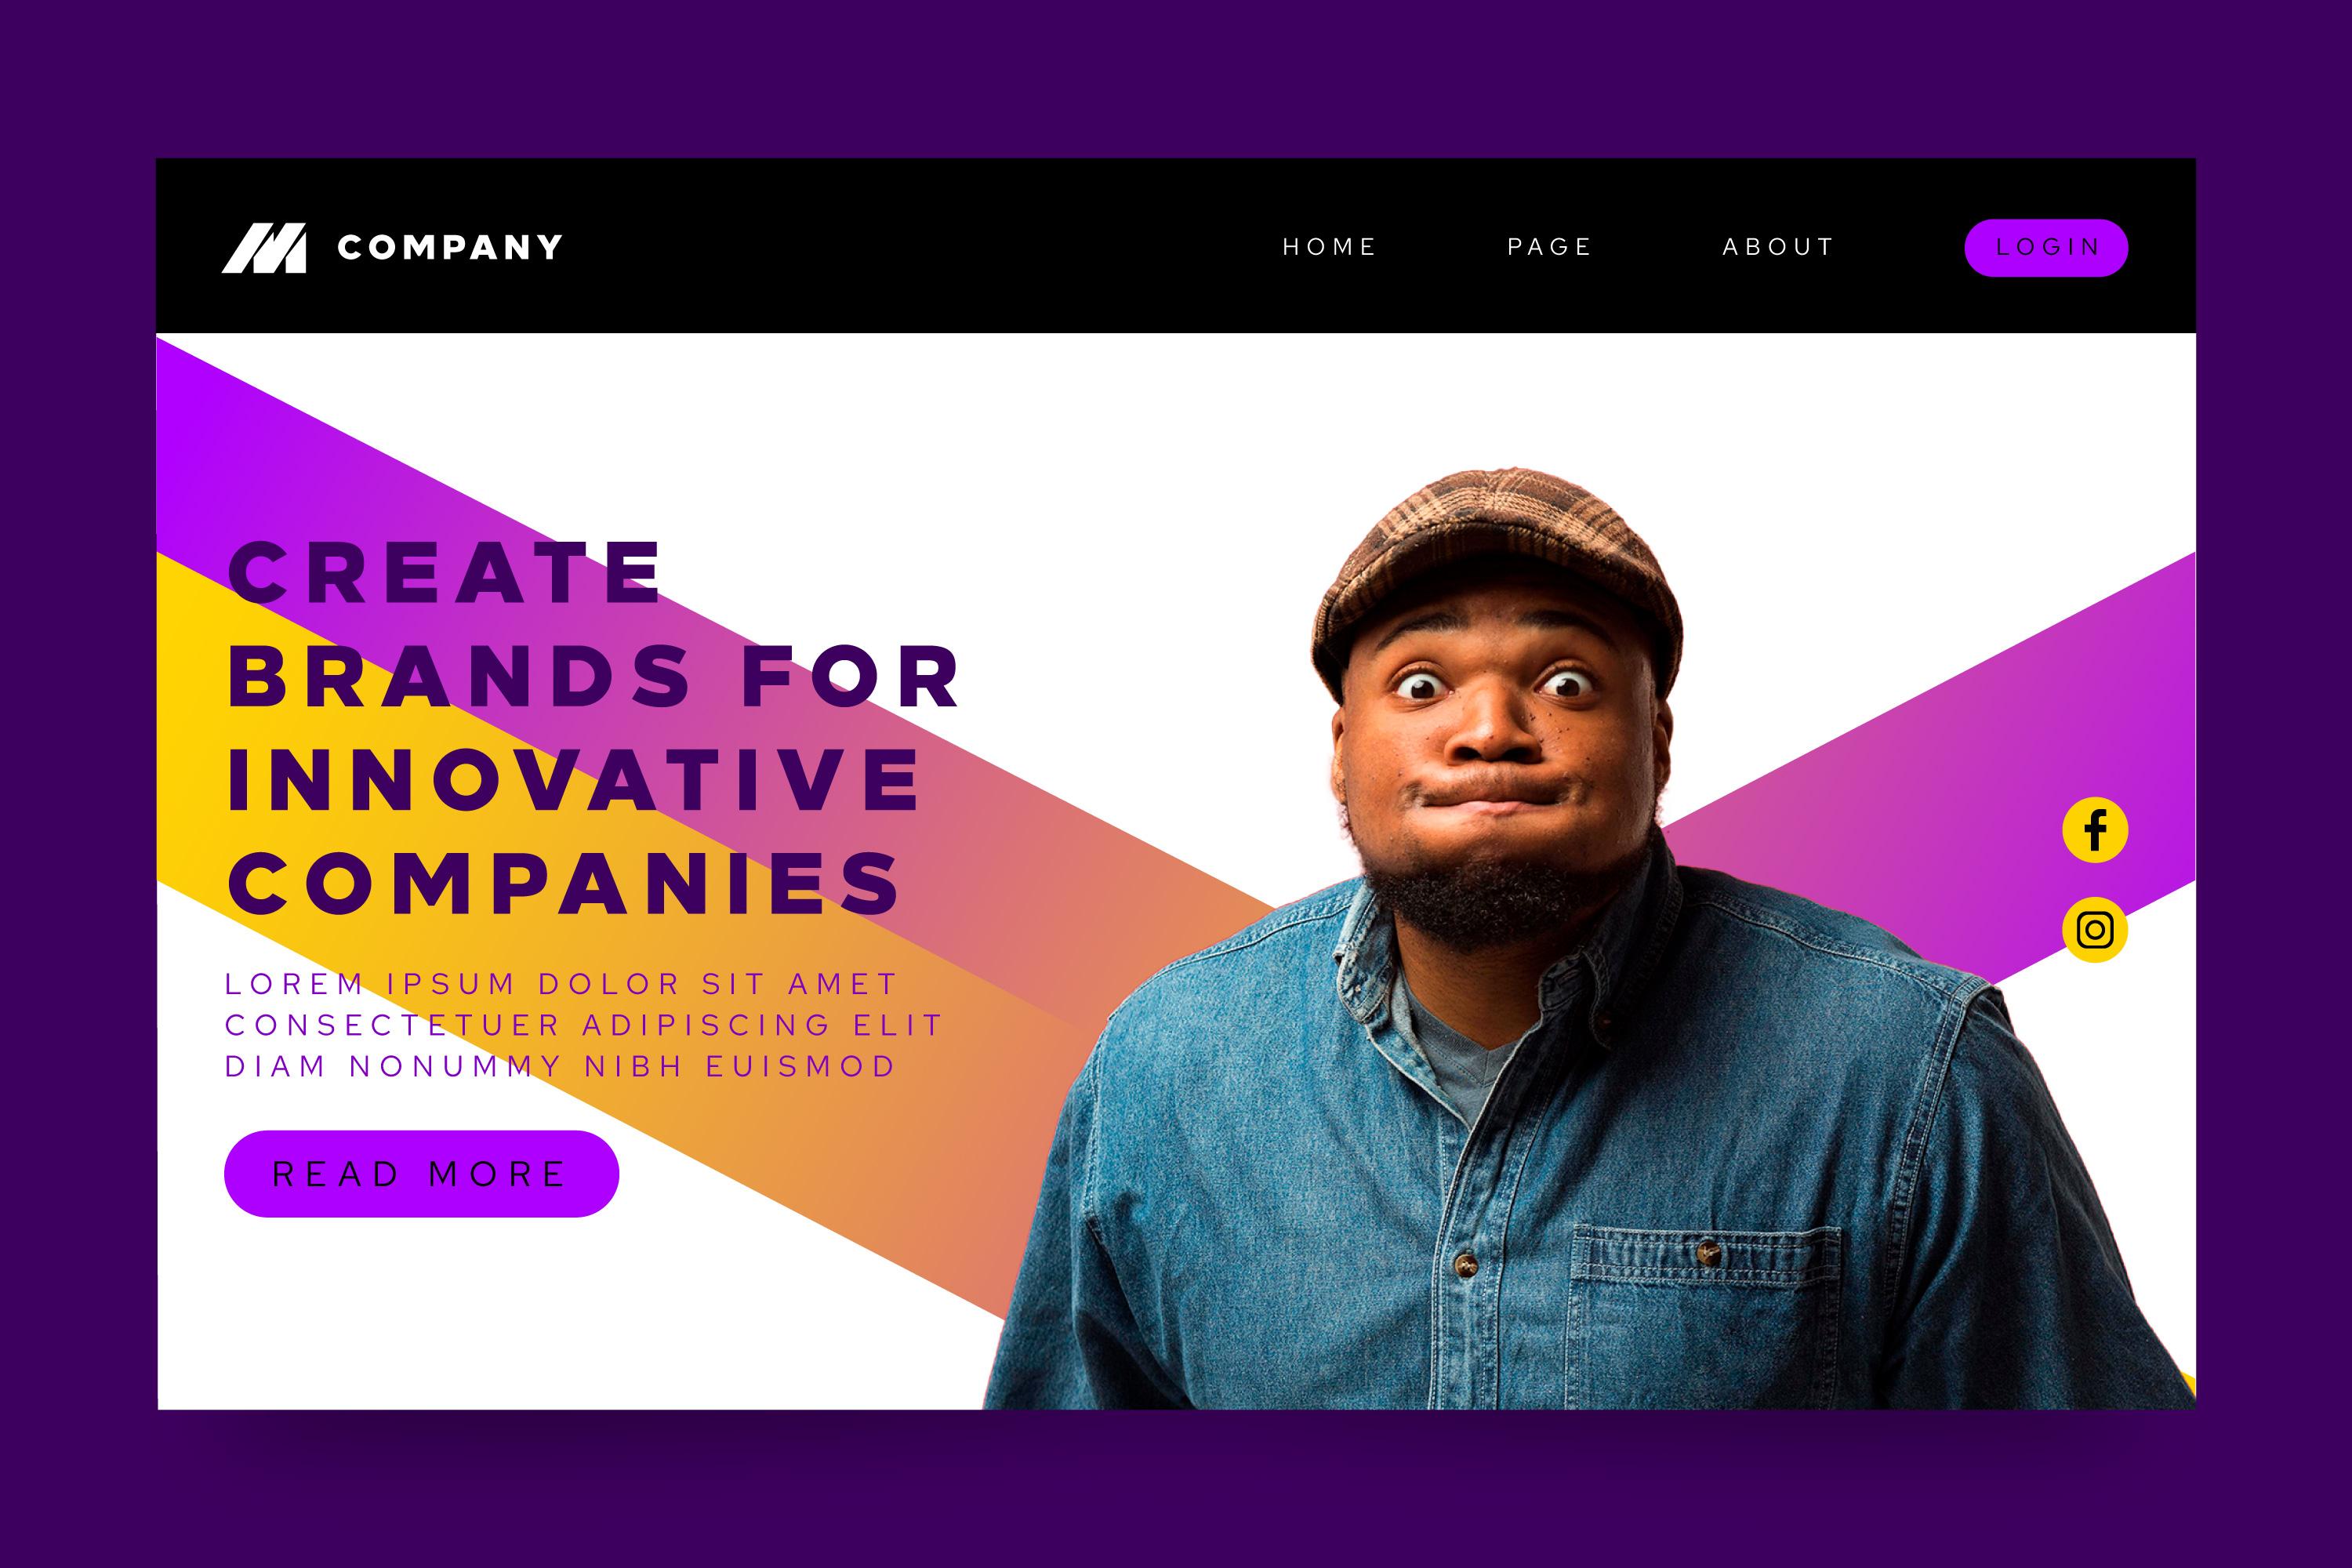 COMPANY
HOME
PAGE
ABOUT
LOGIN
CREATE
BRANDS FOR
INNOVATIVE
COMPANIES
LOREM IPSUM DOLOR SIT AMET
CONSECTETUER ADIPISCING ELIT
DIAM NONUMMY NIBH EUISMOD
READ MORE